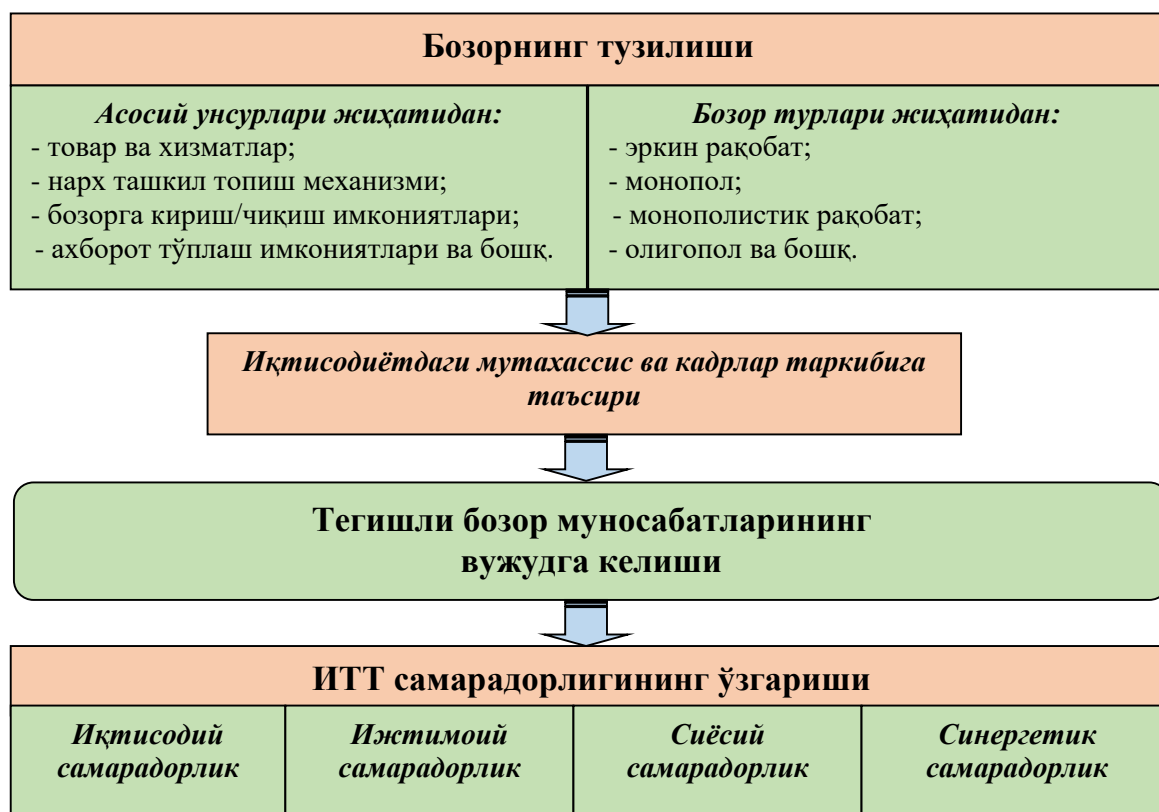 Бозорнинг тузилиши
Асосий унсурлари жиҳатидан:
- товар ва хизматлар;
- нарх ташкил топиш механизми;
- бозорга кириш/чиқиш имкониятлари;
- ахборот тўплаш имкониятлари ва бошқ.
Бозор турлари жиҳатидан:
- эркин рақобат;
- монопол;
- монополистик рақобат;
- олигопол ва бошқ.
Иқтисодиётдаги мутахассис ва кадрлар таркибига
таъсири
Тегишли бозор муносабатларининг
вужудга келиши
ИТТ самарадорлигининг ўзгариши
Иқтисодий
самарадорлик
Ижтимоий
самарадорлик
Сиёсий
самарадорлик
Синергетик
самарадорлик